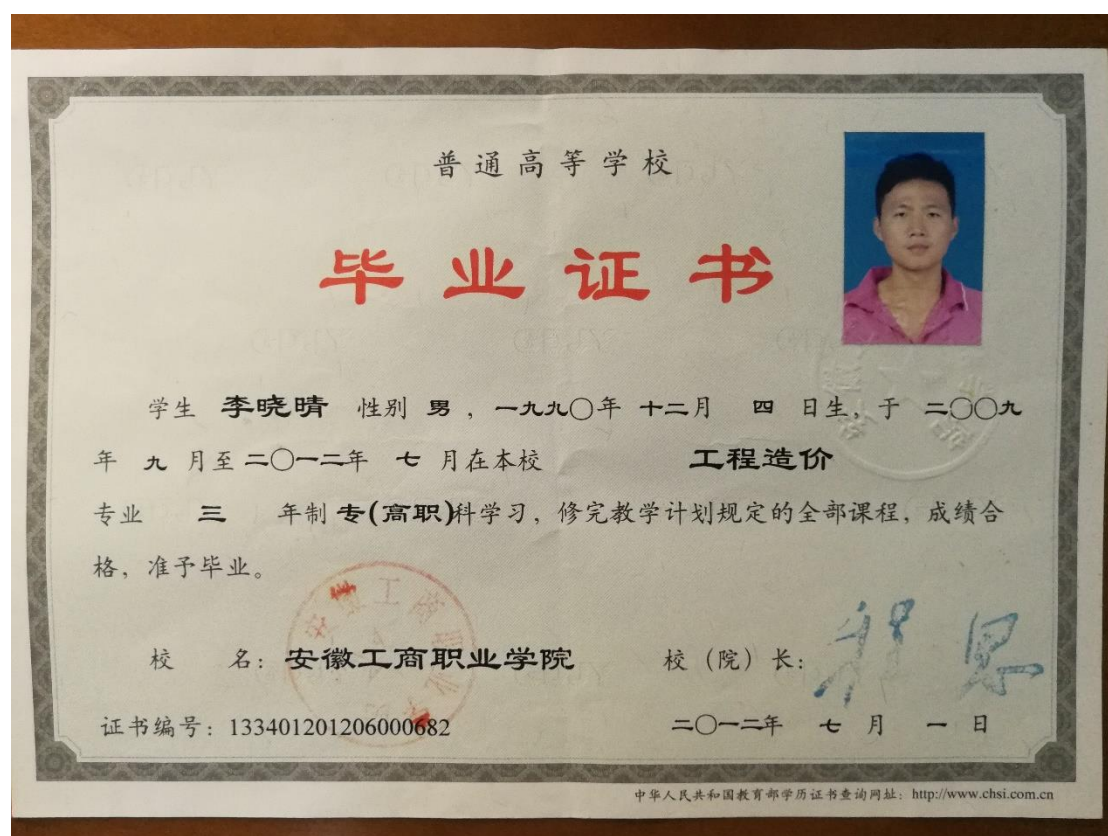 普通高等学校
毕业证书
学生 李晓晴 性别 男 ，一九九〇年 十二月 四 日生，于 二〇〇九
年 九 月至 二〇一二年 七 月在本校 工程造价
专业 三 年制 专(高职)科学习，修完教学计划规定的全部课程，成绩合
格，准予毕业。
校 名：安徽工商职业学院 校（院）长：
证书编号：133401201206000682 二〇一二年 七 月 一 日
中华人民共和国教育部学历证书查询网址：http://www.chsi.com.cn